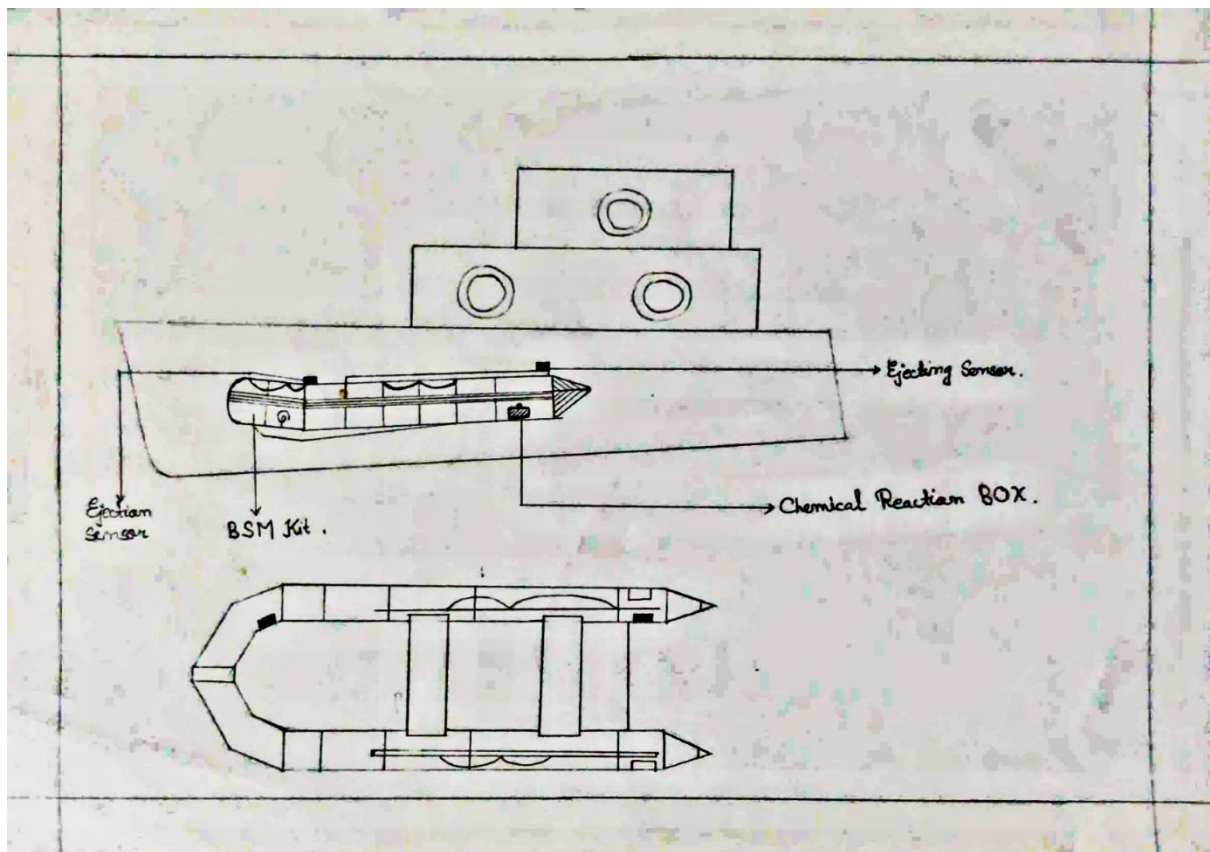 Ejecting Sensor.
Ejection
Sensor
BSM Kit.
Chemical Reaction BOX.